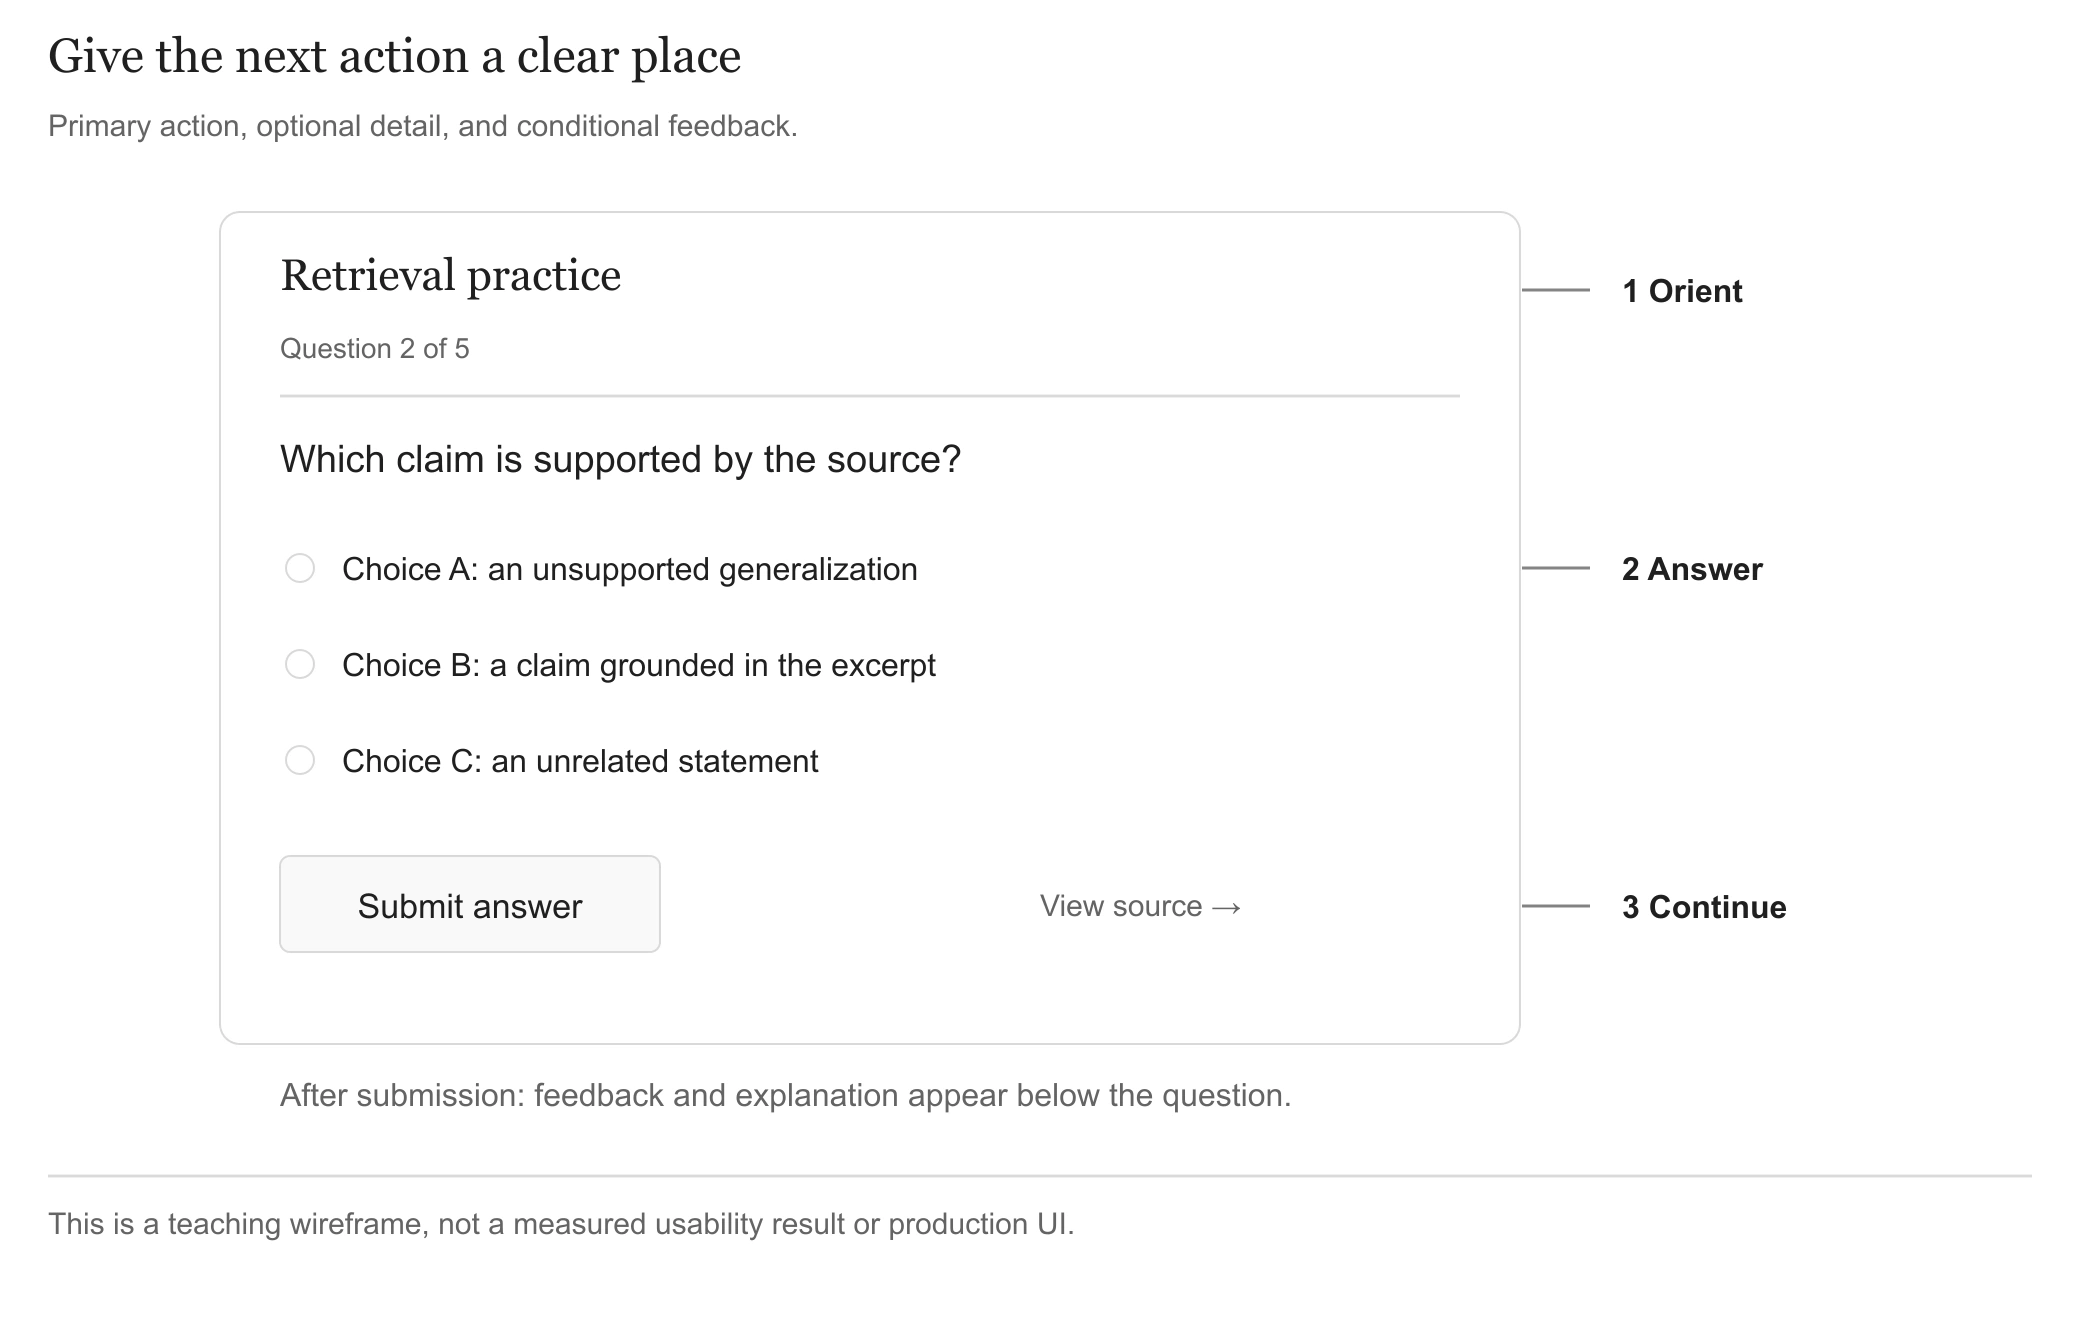 Give the next action a clear place
Primary action, optional detail, and conditional feedback.
Retrieval practice
1 Orient
Question 2 of 5
Which claim is supported by the source?
Choice A: an unsupported generalization
2 Answer
Choice B: a claim grounded in the excerpt
Choice C: an unrelated statement
Submit answer
View source →
3 Continue
After submission: feedback and explanation appear below the question.
This is a teaching wireframe, not a measured usability result or production UI.